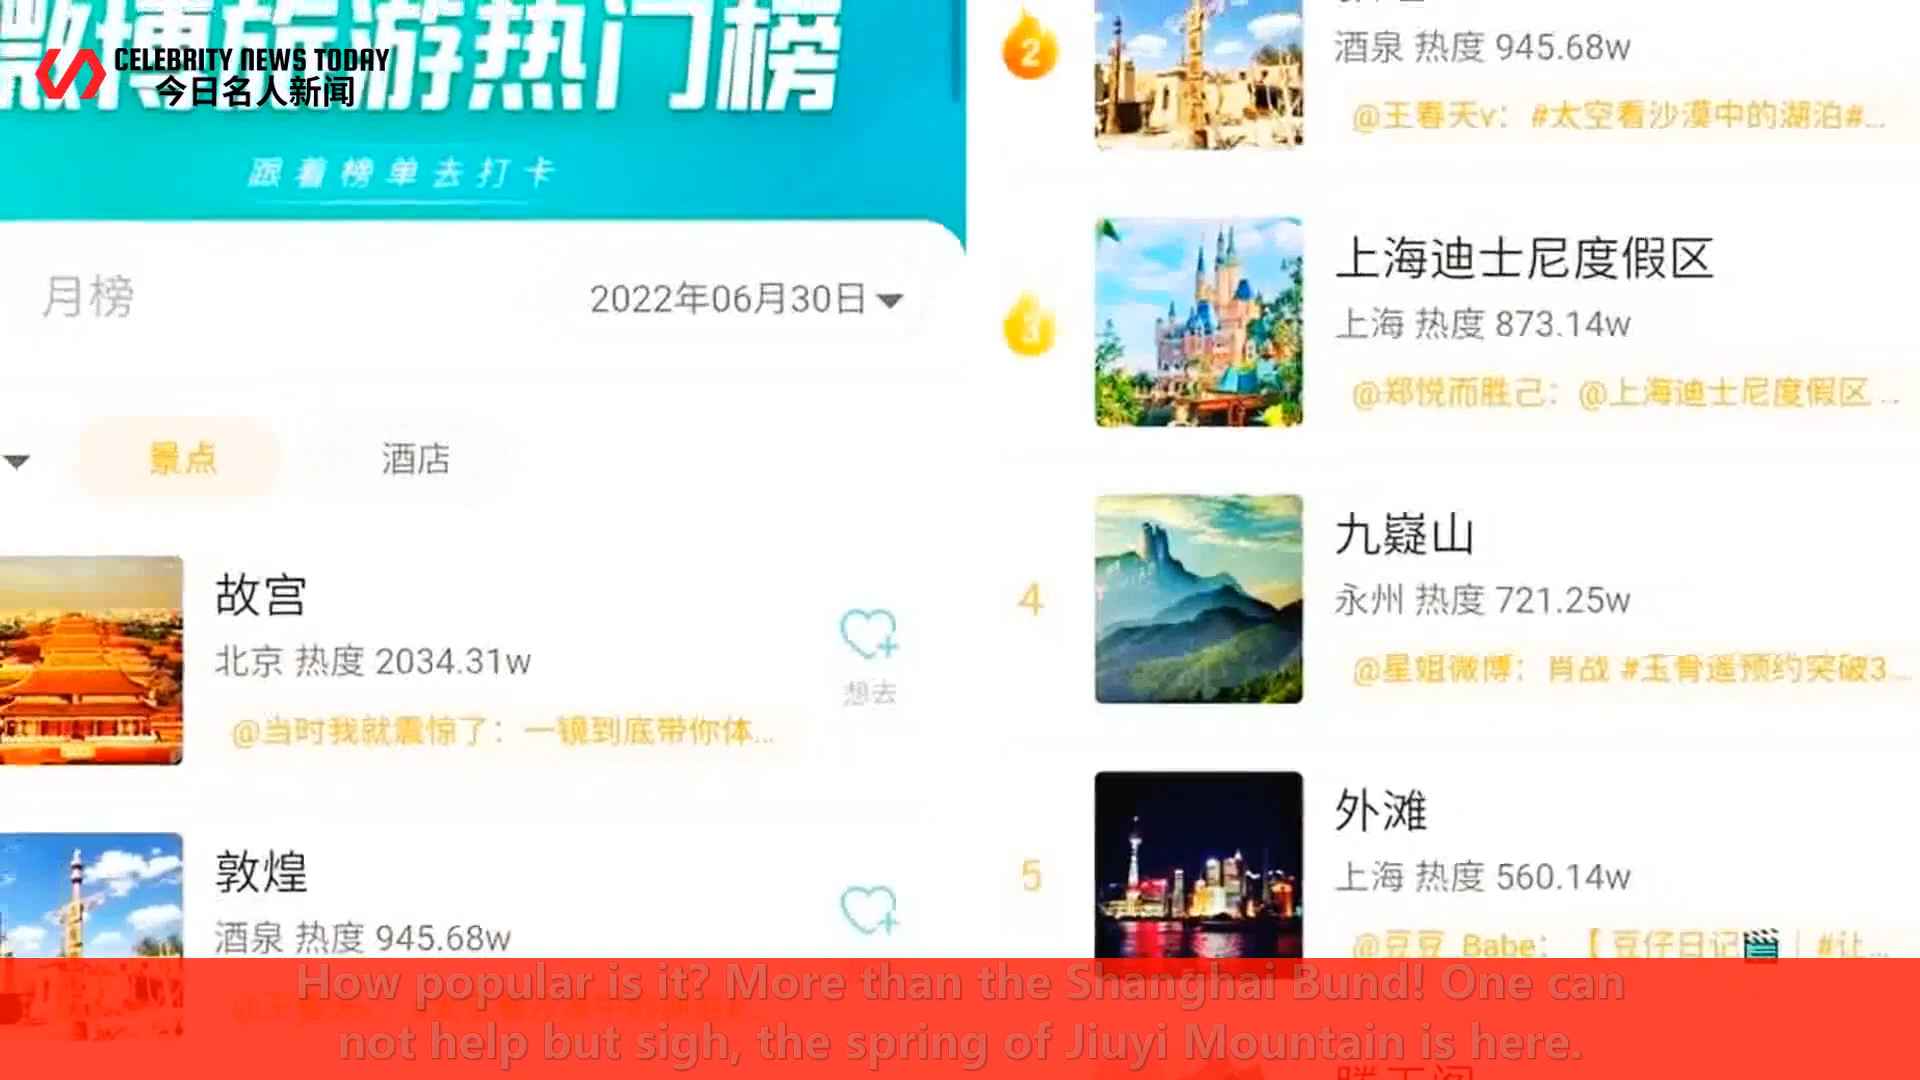 微博旅游热门榜
CELEBRITY NEWS TODAY
今日名人新闻
跟着榜单去打卡
月榜
2022年06月30日
景点
酒店
故宫
北京 热度 2034.31w
想去
@当时我就震惊了：一镜到底带你体...
敦煌
酒泉 热度 945.68w
2
酒泉 热度 945.68w
@王春天v：#太空看沙漠中的湖泊#...
3
上海迪士尼度假区
上海 热度 873.14w
@郑悦而胜己：@上海迪士尼度假区 ...
4
九嶷山
永州 热度 721.25w
@星姐微博：肖战 #玉骨遥预约突破3...
5
外滩
上海 热度 560.14w
@豆豆_Babe：【豆仔日记🎬｜#让...
How popular is it? More than the Shanghai Bund! One can
not help but sigh, the spring of Jiuyi Mountain is here.